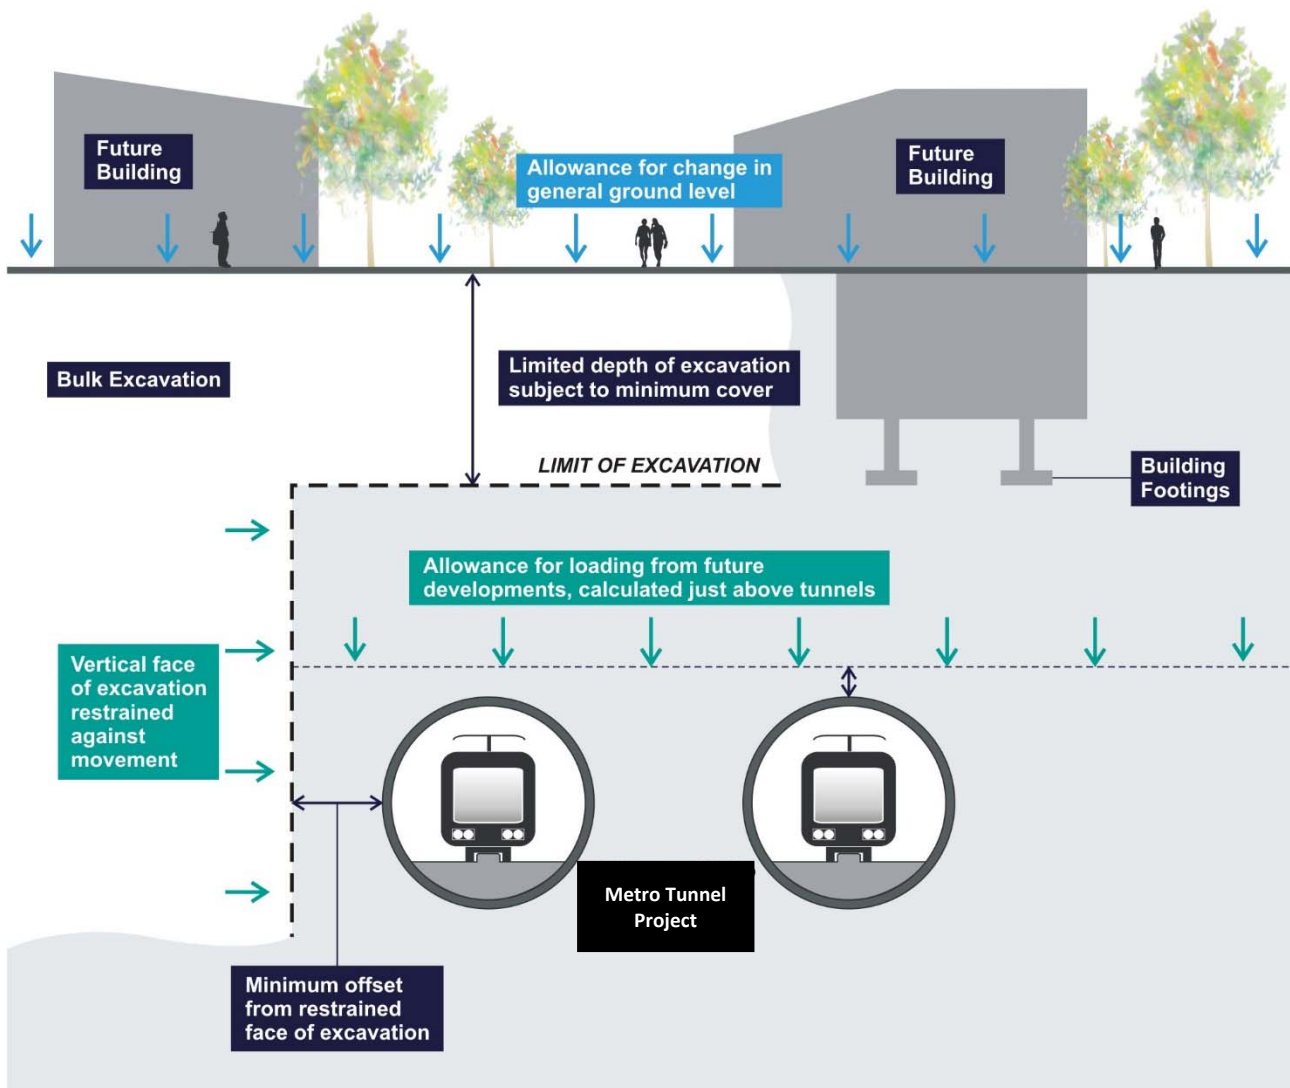 Future
Building
Allowance for change in
general ground level
Future
Building
Bulk Excavation
Limited depth of excavation
subject to minimum cover
LIMIT OF EXCAVATION
Building
Footings
Allowance for loading from future
developments, calculated just above tunnels
Vertical face
of excavation
restrained
against
movement
Metro Tunnel
Project
Minimum offset
from restrained
face of excavation